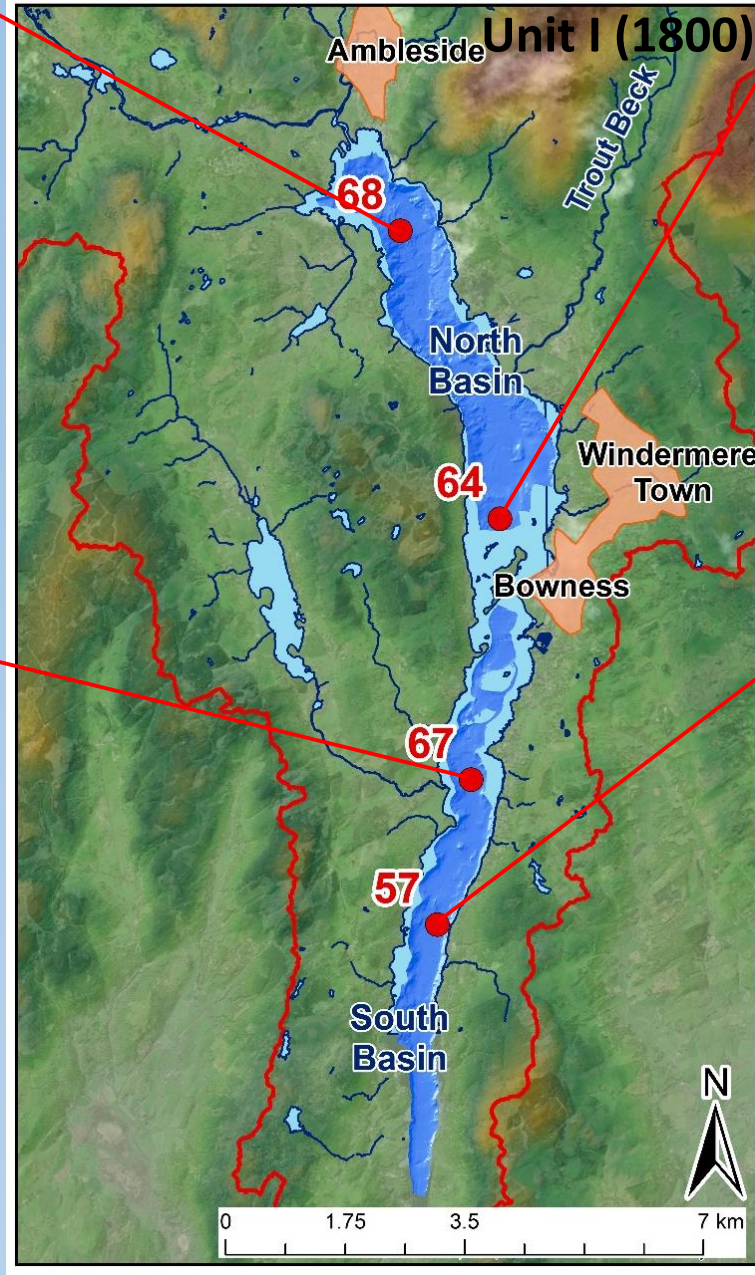 Unit I (1800)
Ambleside
Trout Beck
68
North
Basin
Windermere
Town
64
Bowness
67
57
South
Basin
N
0 1.75 3.5 7 km